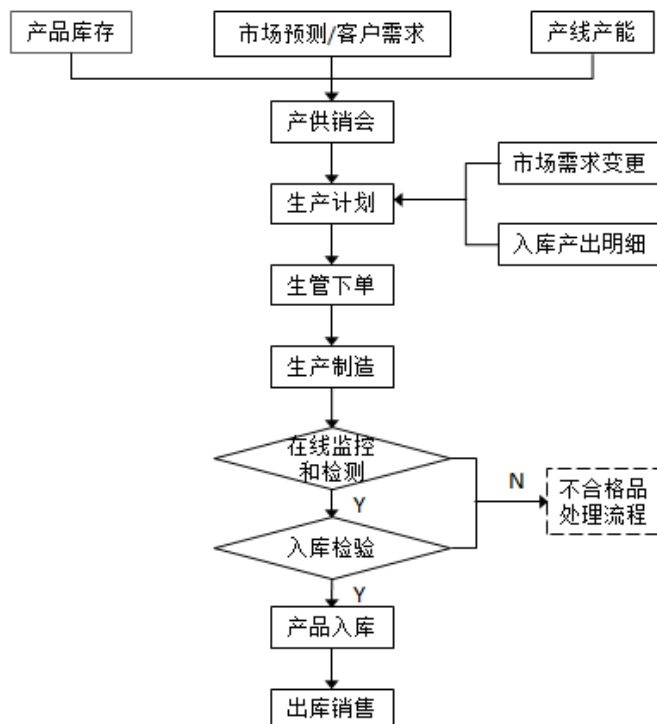 产品库存
市场预测/客户需求
产线产能
产供销会
市场需求变更
生产计划
入库产出明细
生管下单
生产制造
在线监控
和检测
N
不合格品
处理流程
Y
入库检验
Y
产品入库
出库销售